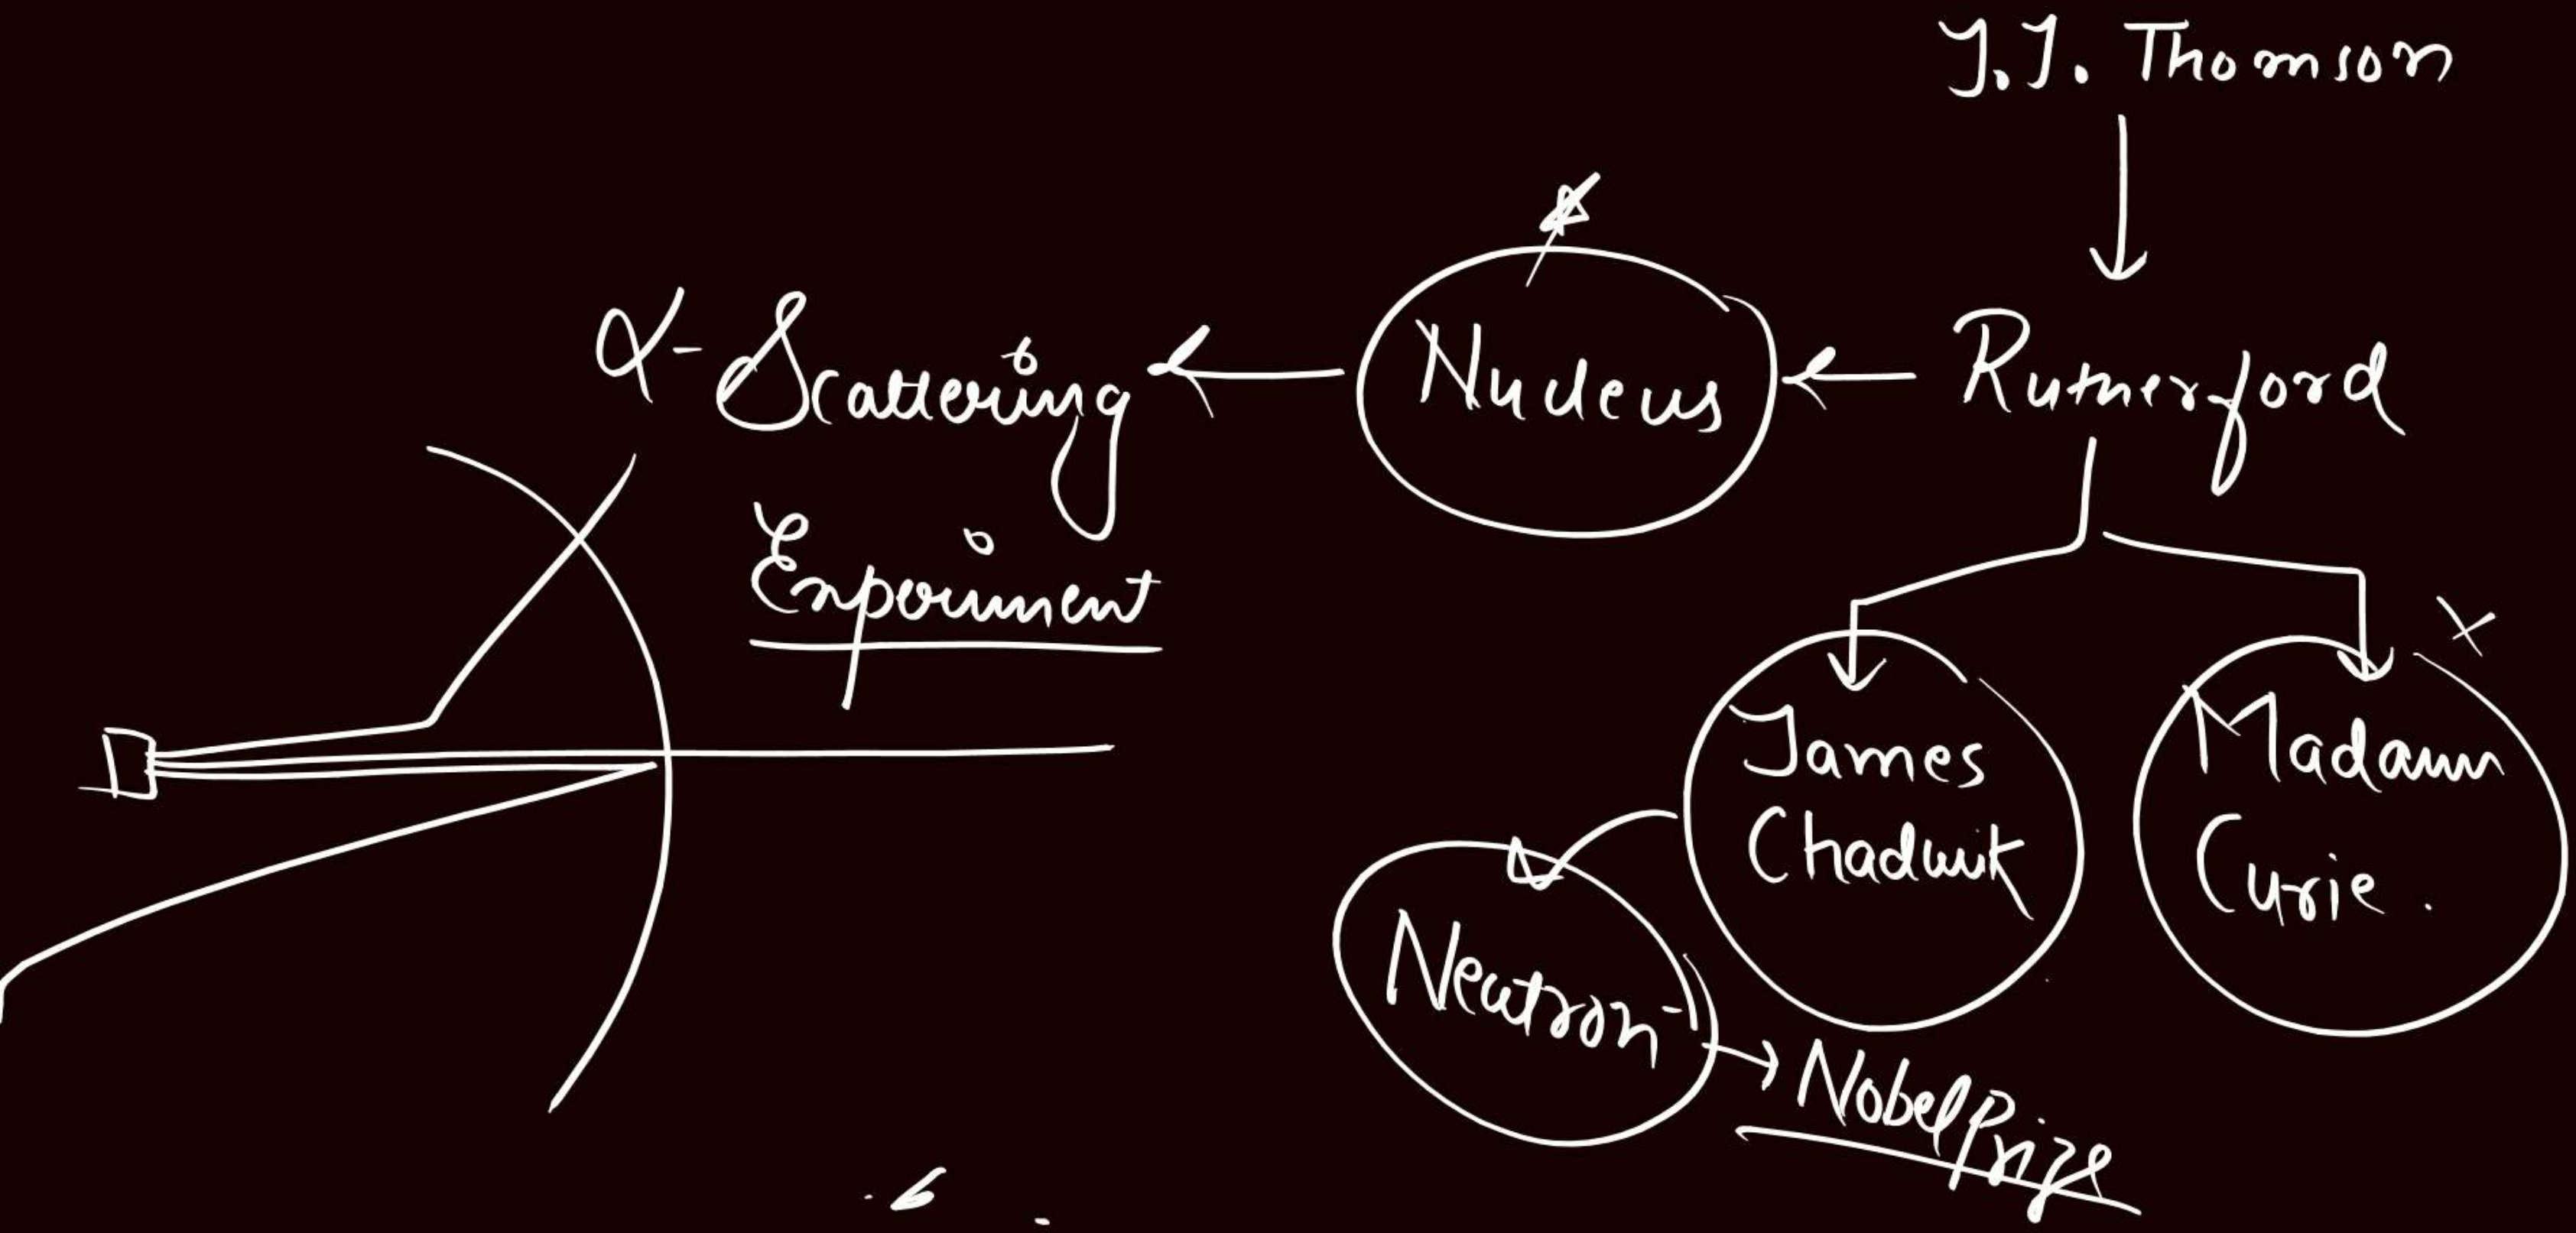 J.J. Thomson
α-Scattering
Experiment
Nucleus
Rutherford
James
Chadwik
Madam
Curie.
Neutron
Nobel Prize